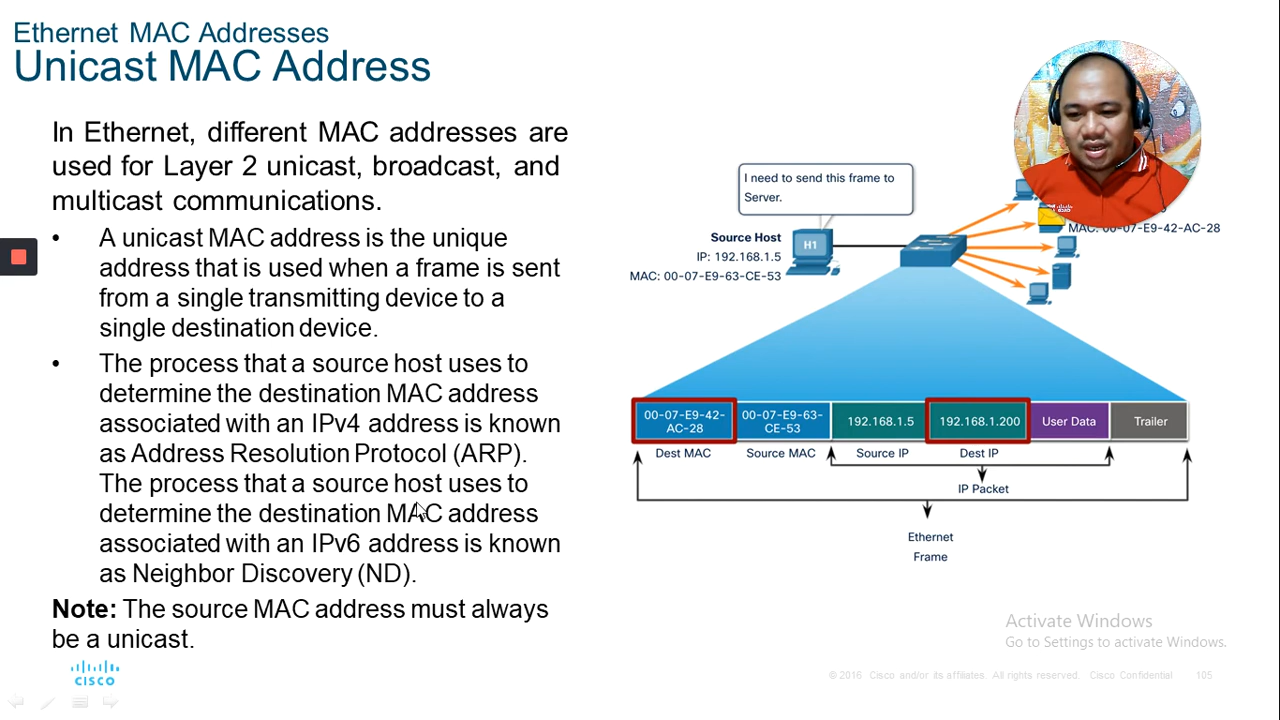 Ethernet MAC Addresses
Unicast MAC Address
In Ethernet, different MAC addresses are
used for Layer 2 unicast, broadcast, and
multicast communications.
• A unicast MAC address is the unique
address that is used when a frame is sent
from a single transmitting device to a
single destination device.
• The process that a source host uses to
determine the destination MAC address
associated with an IPv4 address is known
as Address Resolution Protocol (ARP).
The process that a source host uses to
determine the destination MAC address
associated with an IPv6 address is known
as Neighbor Discovery (ND).
Note: The source MAC address must always
be a unicast.
CISCO
I need to send this frame to
Server.
Source Host
IP: 192.168.1.5
MAC: 00-07-E9-63-CE-53
H1
MAC: 00-07-E9-42-AC-28
00-07-E9-42-
AC-28
00-07-E9-63-
CE-53
192.168.1.5
192.168.1.200
User Data
Trailer
Dest MAC
Source MAC
Source IP
Dest IP
IP Packet
Ethernet
Frame
Activate Windows
Go to Settings to activate Windows.
© 2016 Cisco and/or its affiliates. All rights reserved. Cisco Confidential 105